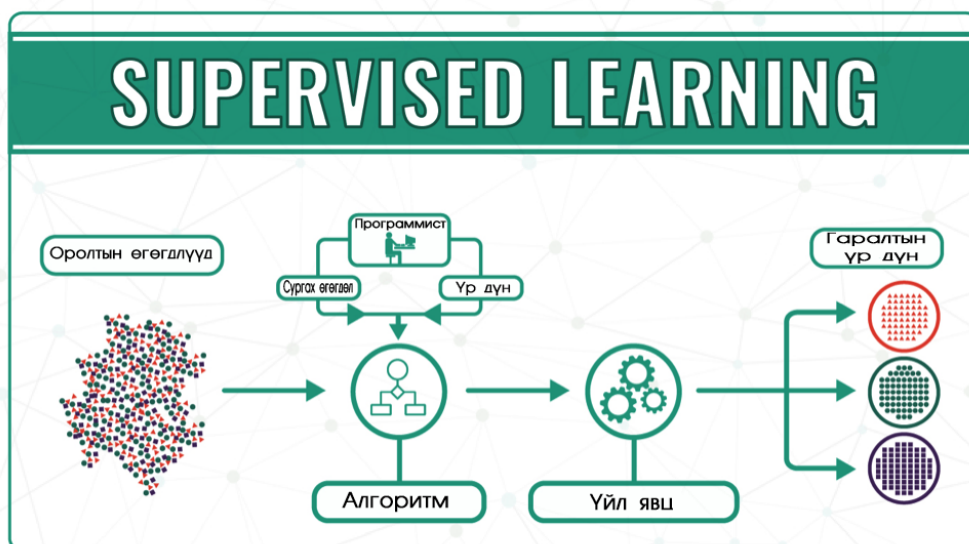 SUPERVISED LEARNING
Оролтын өгөгдлүүд
Программист
Сургах өгөгдөл
Үр дүн
Гаралтын
үр дүн
Алгоритм
Үйл явц